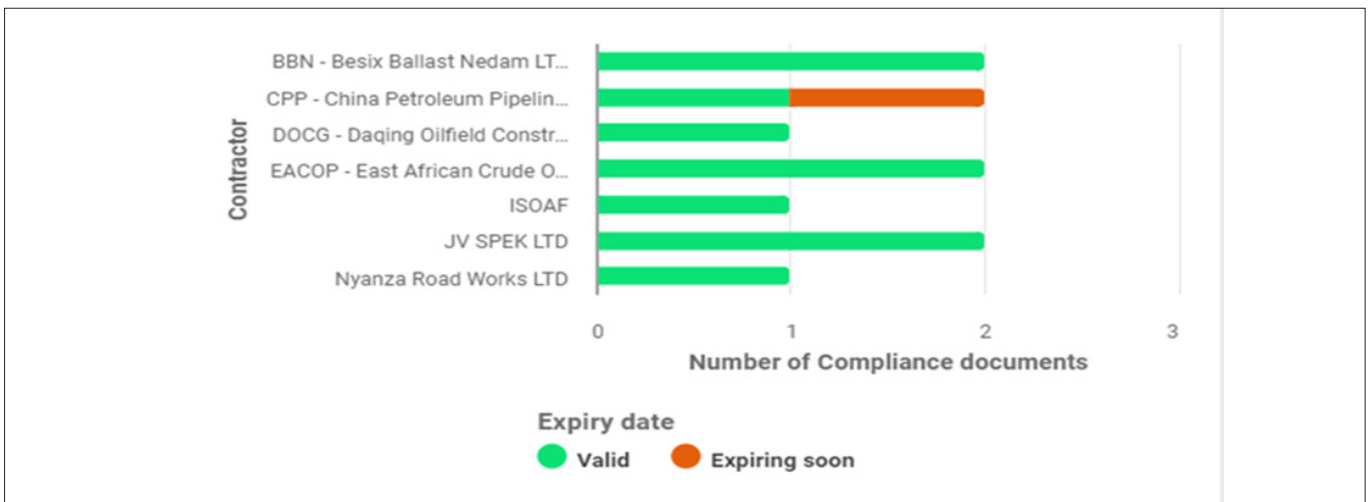 Contractor
BBN - Besix Ballast Nedam LT...
CPP - China Petroleum Pipelin...
DOCG - Daqing Oilfield Constr...
EACOP - East African Crude O...
ISOAF
JV SPEK LTD
Nyanza Road Works LTD
0 1 2 3
Number of Compliance documents
Expiry date
Valid Expiring soon